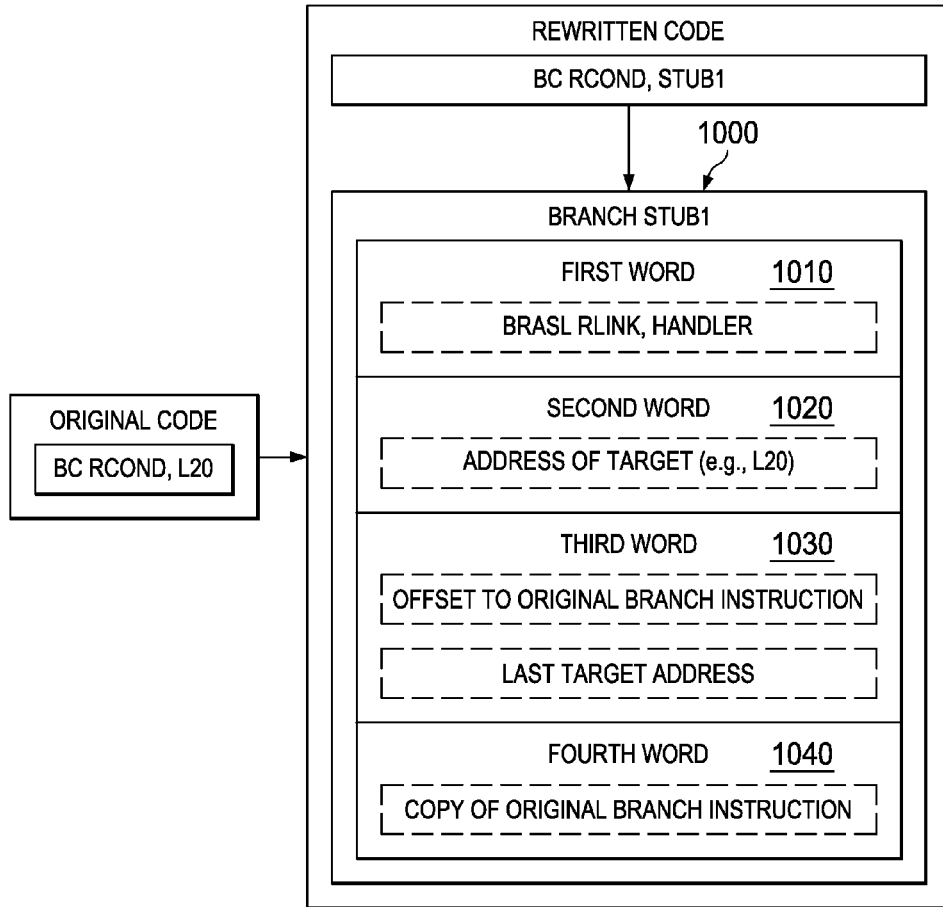 REWRITTEN CODE
BC RCOND, STUB1
1000
BRANCH STUB1
FIRST WORD 1010
BRASL RLINK, HANDLER
SECOND WORD 1020
ADDRESS OF TARGET (e.g., L20)
THIRD WORD 1030
OFFSET TO ORIGINAL BRANCH INSTRUCTION
LAST TARGET ADDRESS
FOURTH WORD 1040
COPY OF ORIGINAL BRANCH INSTRUCTION
ORIGINAL CODE
BC RCOND, L20